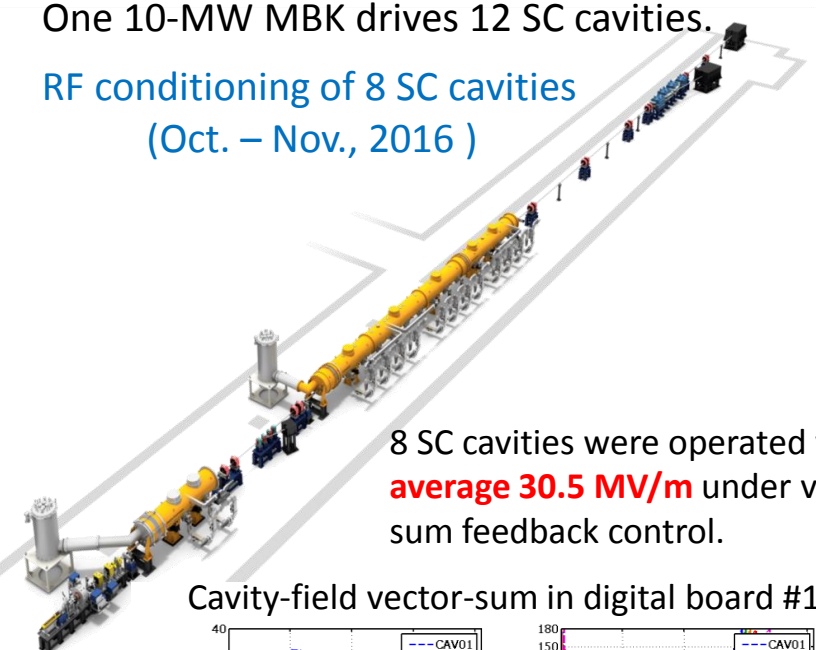 One 10-MW MBK drives 12 SC cavities.
RF conditioning of 8 SC cavities
(Oct. – Nov., 2016 )
8 SC cavities were operated
average 30.5 MV/m under
sum feedback control.
Cavity-field vector-sum in digital board #1
40
CAV01
180
150
CAV01